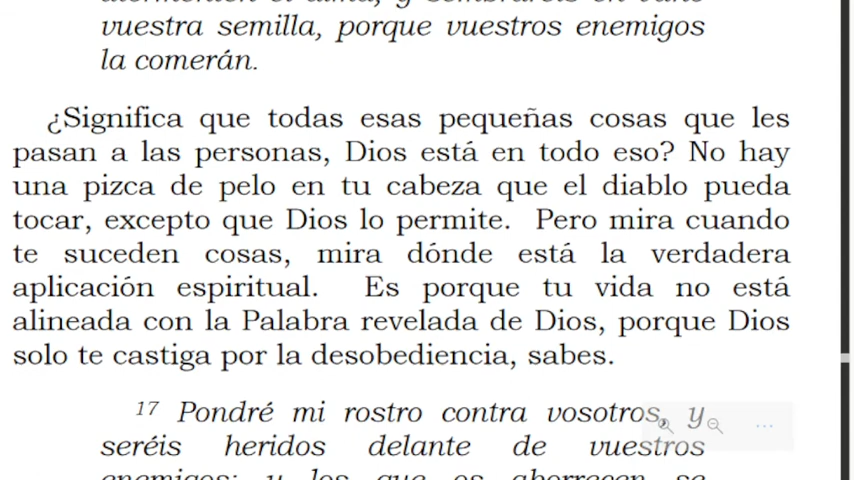 vuestra semilla, porque vuestros enemigos
la comerán.
¿Significa que todas esas pequeñas cosas que les
pasan a las personas, Dios está en todo eso? No hay
una pizca de pelo en tu cabeza que el diablo pueda
tocar, excepto que Dios lo permite. Pero mira cuando
te suceden cosas, mira dónde está la verdadera
aplicación espiritual. Es porque tu vida no está
alineada con la Palabra revelada de Dios, porque Dios
solo te castiga por la desobediencia, sabes.
17 Pondré mi rostro contra vosotros, y
seréis heridos delante de vuestros